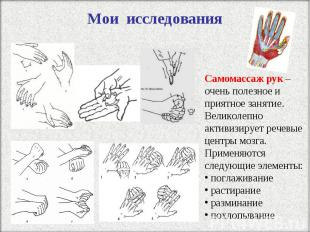 Мои исследования
Самомассаж рук –
очень полезное и
приятное занятие.
Великолепно
активизирует речевые
центры мозга.
Применяются
следующие элементы:
• поглаживание
• растирание
• разминание
• похлопывание